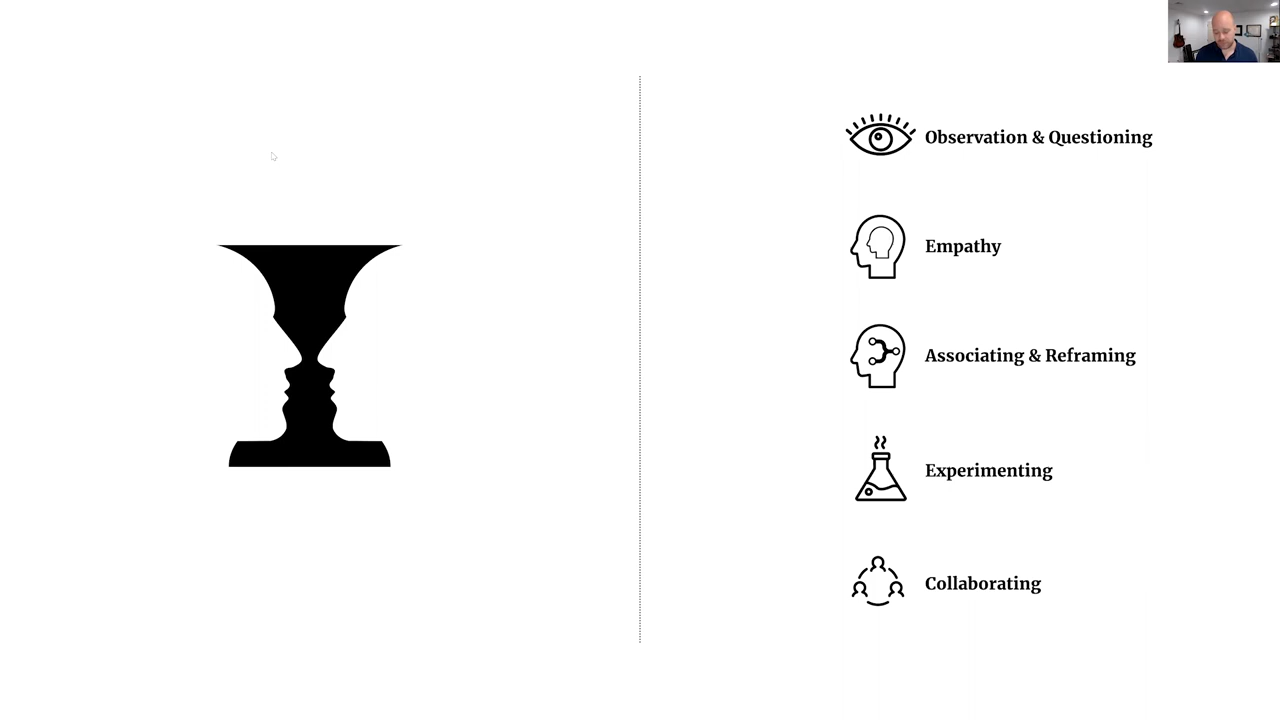 Observation & Questioning
Empathy
Associating & Reframing
Experimenting
Collaborating